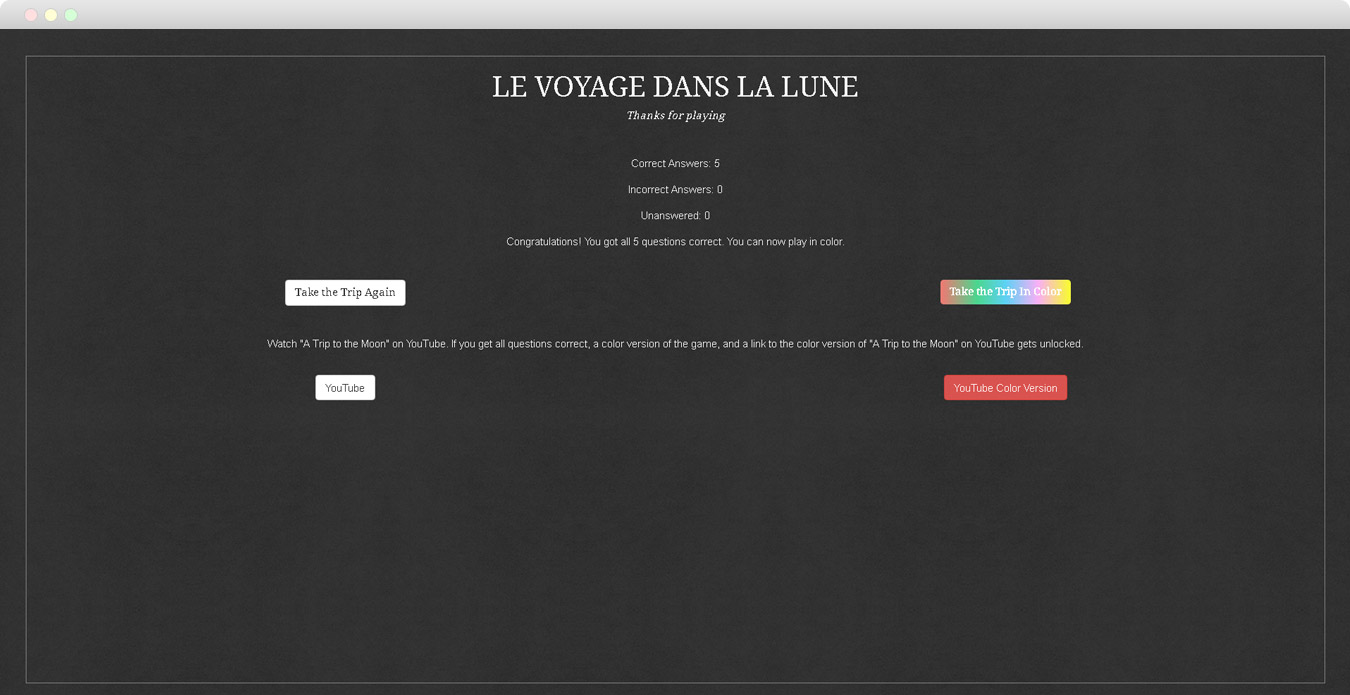 LE VOYAGE DANS LA LUNE
Thanks for playing
Correct Answers: 5
Incorrect Answers: 0
Unanswered: 0
Congratulations! You got all 5 questions correct. You can now play in color.
Take the Trip Again
Take the Trip In Color
Watch "A Trip to the Moon" on YouTube. If you get all questions correct, a color version of the game, and a link to the color version of "A Trip to the Moon" on YouTube gets unlocked.
YouTube
YouTube Color Version